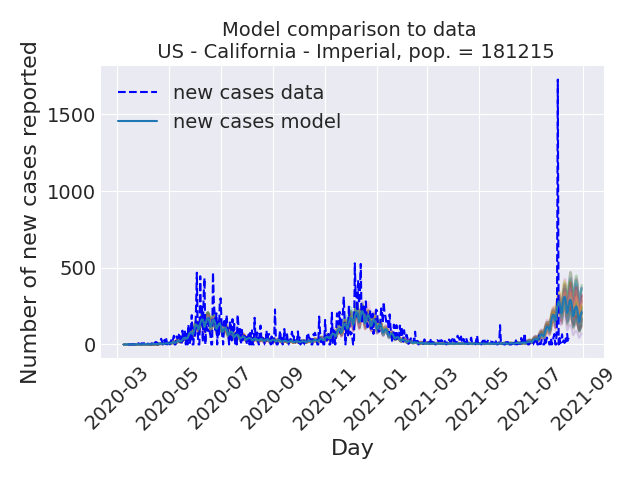 Model comparison to data
US - California - Imperial, pop. = 181215
Number of new cases reported
new cases data
new cases model
1500
1000
500
0
2020-03
2020-05
2020-07
2020-09
2020-11
2021-01
2021-03
2021-05
2021-07
2021-09
Day